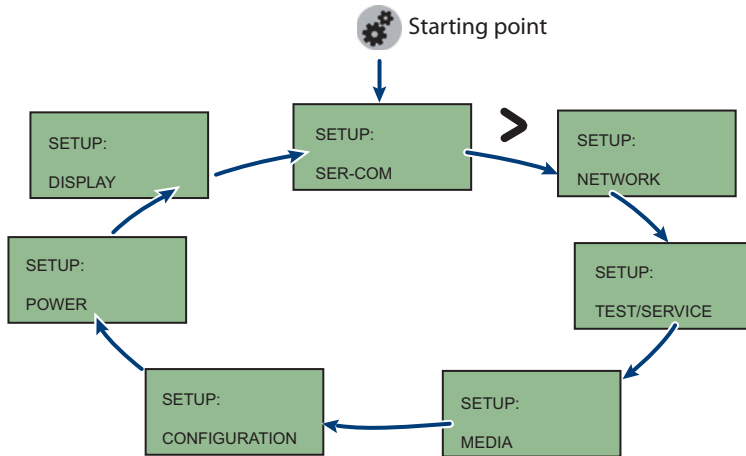 Starting point
SETUP:
SER-COM
>
SETUP:
NETWORK
SETUP:
TEST/SERVICE
SETUP:
MEDIA
SETUP:
CONFIGURATION
SETUP:
POWER
SETUP:
DISPLAY